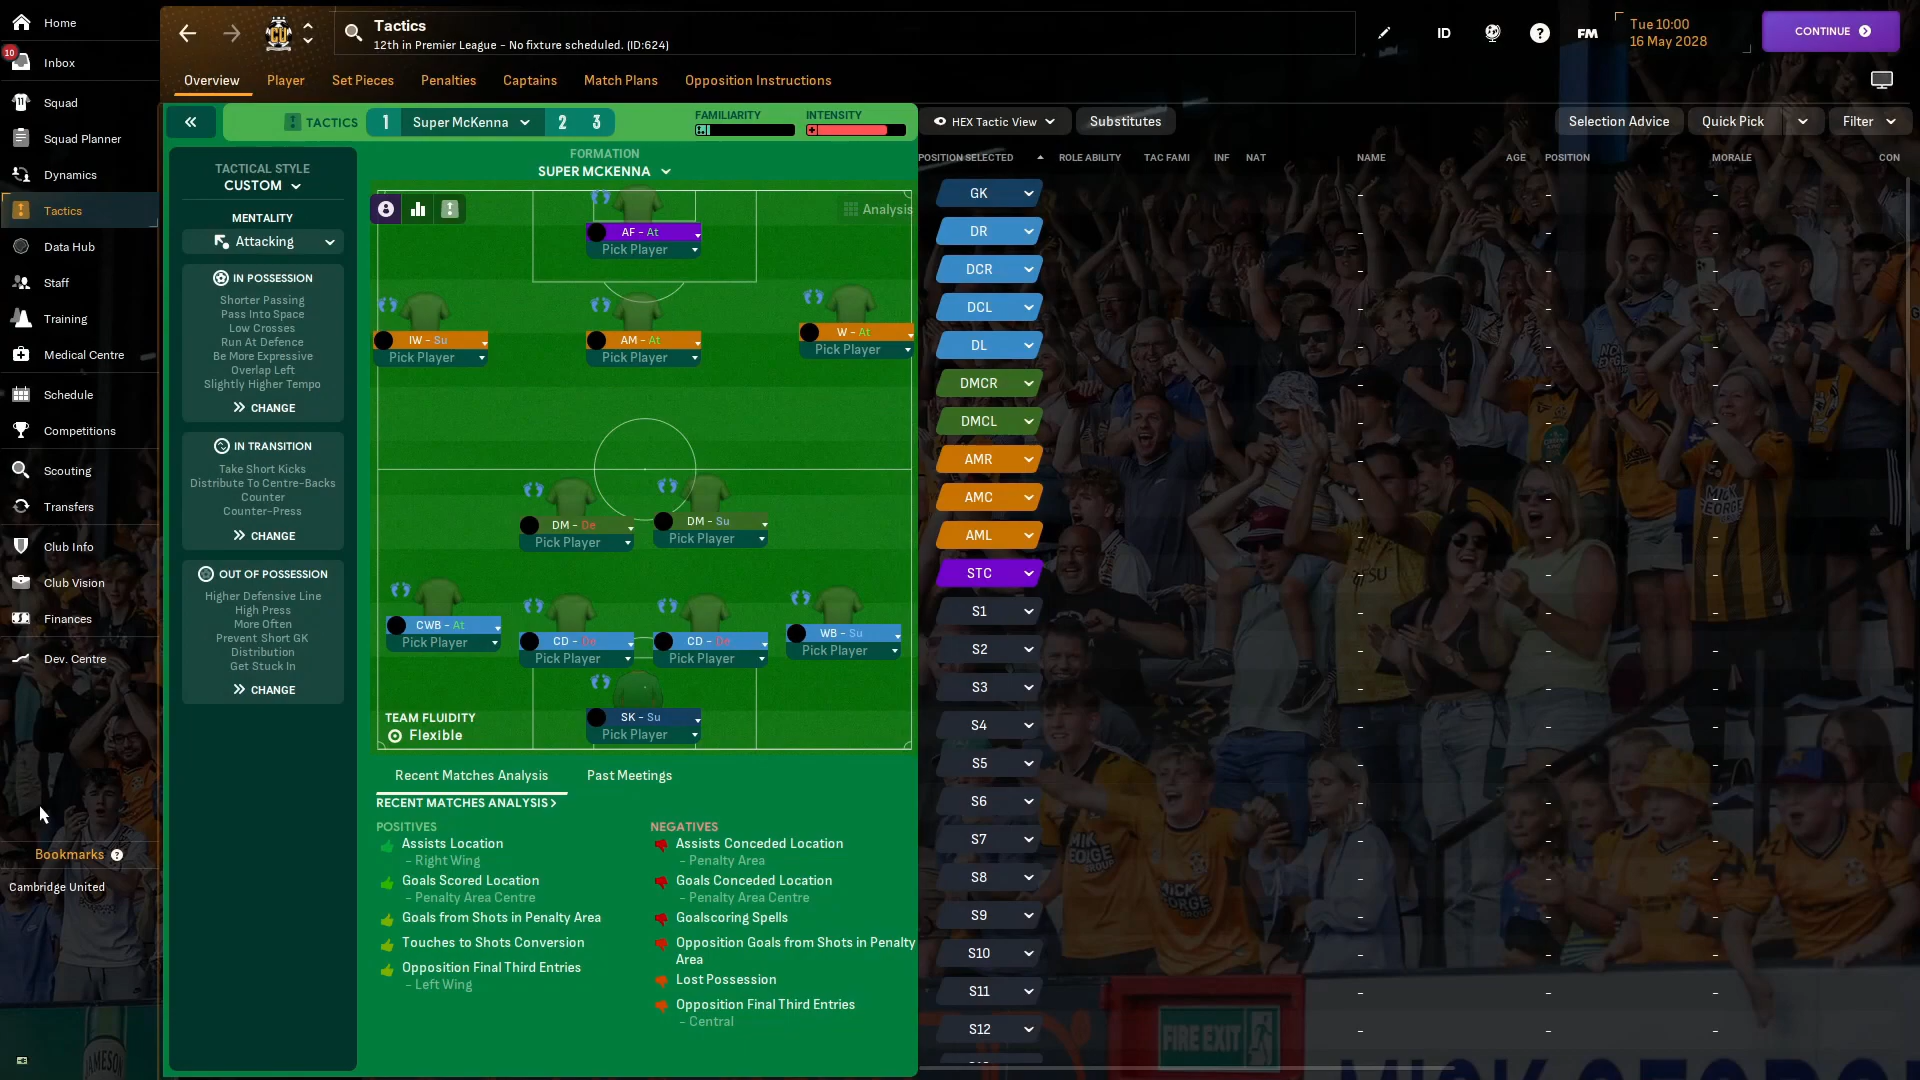 Home
10
Inbox
Squad
Squad Planner
Dynamics
Tactics
Data Hub
Staff
Training
Medical Centre
Schedule
Competitions
Scouting
Transfers
Club Info
Club Vision
Finances
Dev. Centre
Bookmarks ?
Cambridge United
CU
Tactics
12th in Premier League - No fixture scheduled. (ID:624)
ID
?
FM
Tue 10:00
16 May 2028
CONTINUE
Overview
Player
Set Pieces
Penalties
Captains
Match Plans
Opposition Instructions
TACTICS
1
Super McKenna
2
3
FAMILIARITY
INTENSITY
TACTICAL STYLE
CUSTOM
MENTALITY
Attacking
IN POSSESSION
Shorter Passing
Pass Into Space
Low Crosses
Run At Defence
Be More Expressive
Overlap Left
Slightly Higher Tempo
CHANGE
IN TRANSITION
Take Short Kicks
Distribute To Centre-Backs
Counter
Counter-Press
CHANGE
OUT OF POSSESSION
Higher Defensive Line
High Press
More Often
Prevent Short GK
Distribution
Get Stuck In
CHANGE
FORMATION
SUPER MCKENNA
Analysis
AF - At
Pick Player
IW - Su
Pick Player
AM - At
Pick Player
W - At
Pick Player
DM - De
Pick Player
DM - Su
Pick Player
CWB - At
Pick Player
CD - De
Pick Player
CD - De
Pick Player
WB - Su
Pick Player
SK - Su
Pick Player
TEAM FLUIDITY
Flexible
Recent Matches Analysis
Past Meetings
RECENT MATCHES ANALYSIS >
POSITIVES
Assists Location
- Right Wing
Goals Scored Location
- Penalty Area Centre
Goals from Shots in Penalty Area
Touches to Shots Conversion
Opposition Final Third Entries
- Left Wing
NEGATIVES
Assists Conceded Location
- Penalty Area
Goals Conceded Location
- Penalty Area Centre
Goalscoring Spells
Opposition Goals from Shots in Penalty
Area
Lost Possession
Opposition Final Third Entries
- Central
HEX Tactic View
Substitutes
Selection Advice
Quick Pick
Filter
POSITION SELECTED
ROLE ABILITY
TAC FAMI
INF
NAT
NAME
AGE
POSITION
MORALE
CON
GK - - -
DR - - -
DCR - - -
DCL - - -
DL - - -
DMCR - - -
DMCL - - -
AMR - - -
AMC - - -
AML - - -
STC - - -
S1 - - -
S2 - - -
S3 - - -
S4 - - -
S5 - - -
S6 - - -
S7 - - -
S8 - - -
S9 - - -
S10 - - -
S11 - - -
S12 - - -
FIRE EXIT
JAMESON